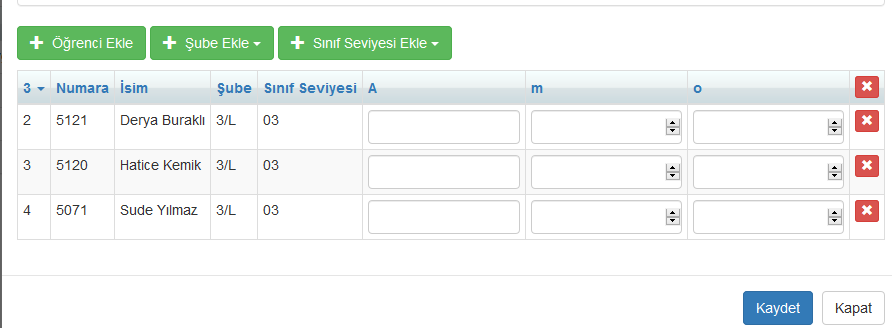 Öğrenci Ekle Şube Ekle Sınıf Seviyesi Ekle
3 Numara İsim Şube Sınıf Seviyesi A m o
2 5121 Derya Buraklı 3/L 03
3 5120 Hatice Kemik 3/L 03
4 5071 Sude Yılmaz 3/L 03
Kaydet Kapat